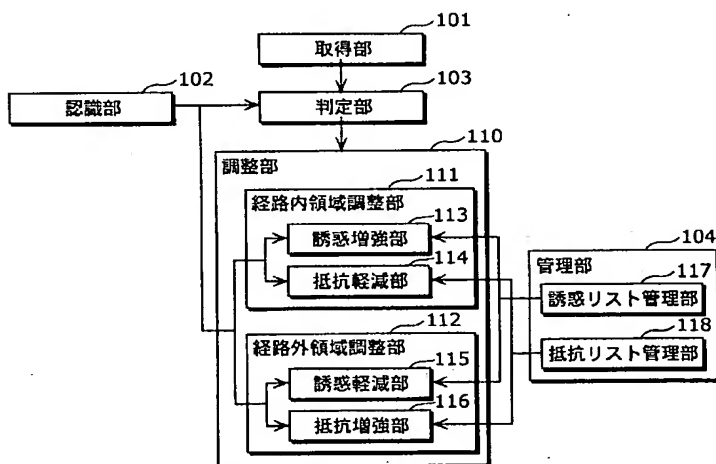 101
取得部
102
認識部
103
判定部
110
調整部
111
経路内領域調整部
113
誘惑増強部
114
抵抗軽減部
112
経路外領域調整部
115
誘惑軽減部
116
抵抗増強部
104
管理部
117
誘惑リスト管理部
118
抵抗リスト管理部